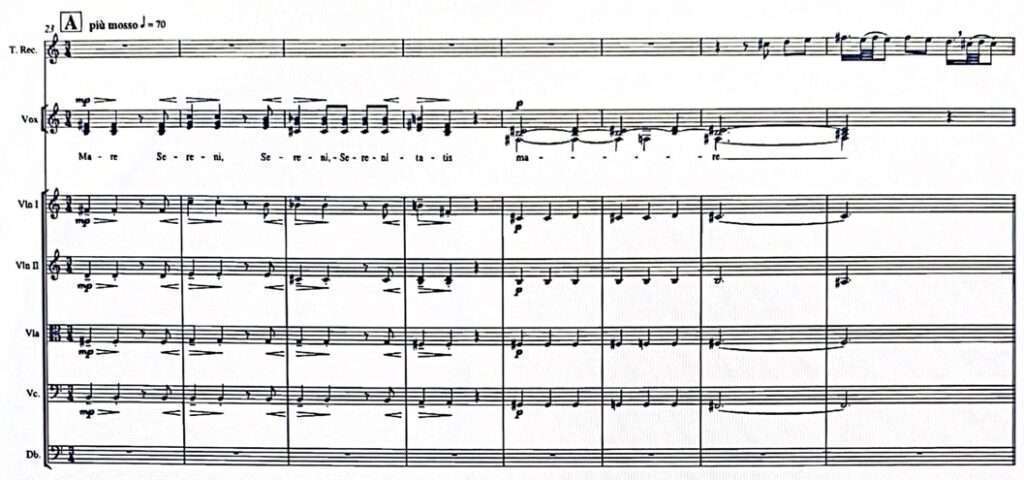 23 A più mosso ♩ = 70
T. Rec.
mp p
Vox
Ma - re Se - re - ni, Se - re - ni, - Se - re - ni - ta - tis ma - - - - re
Vln I
mp p
Vln II
mp p
Vla
mp p
Vc.
mp p
Db.